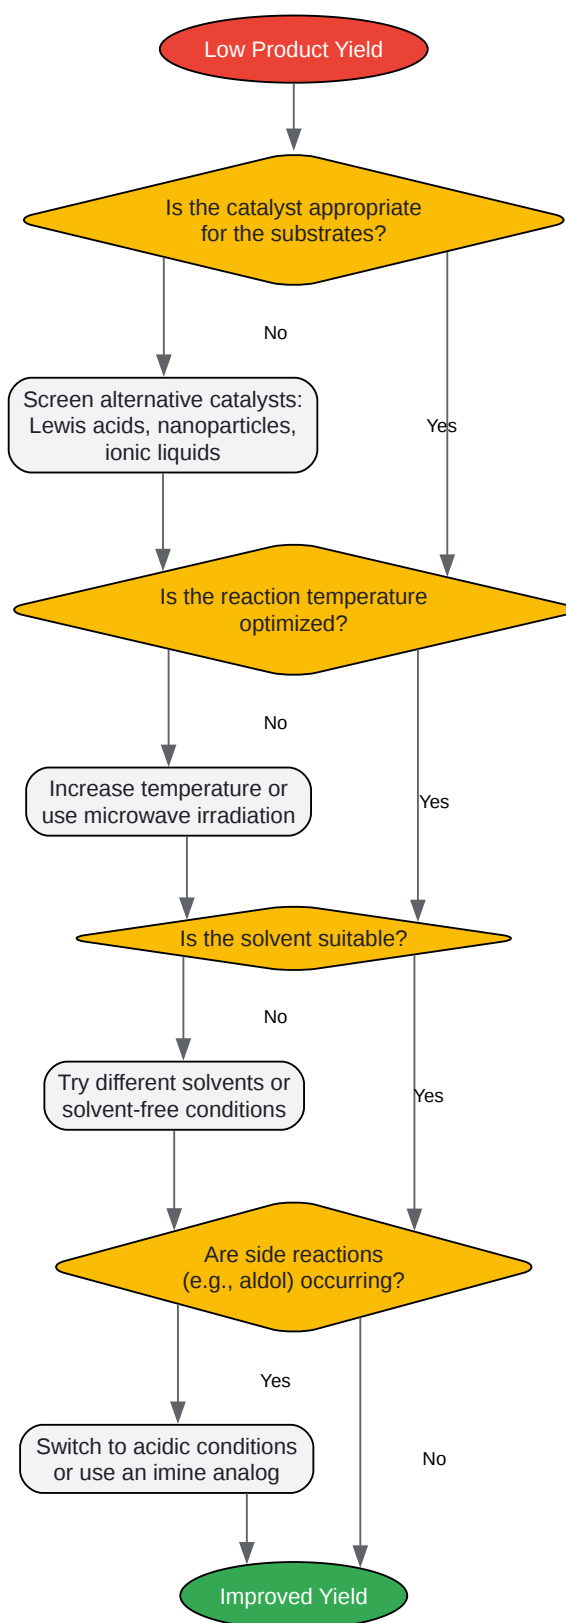 Low Product Yield
Is the catalyst appropriate
for the substrates?
No
Screen alternative catalysts:
Lewis acids, nanoparticles,
ionic liquids
Yes
Is the reaction temperature
optimized?
No
Increase temperature or
use microwave irradiation
Yes
Is the solvent suitable?
No
Try different solvents or
solvent-free conditions
Yes
Are side reactions
(e.g., aldol) occurring?
Yes
Switch to acidic conditions
or use an imine analog
No
Improved Yield